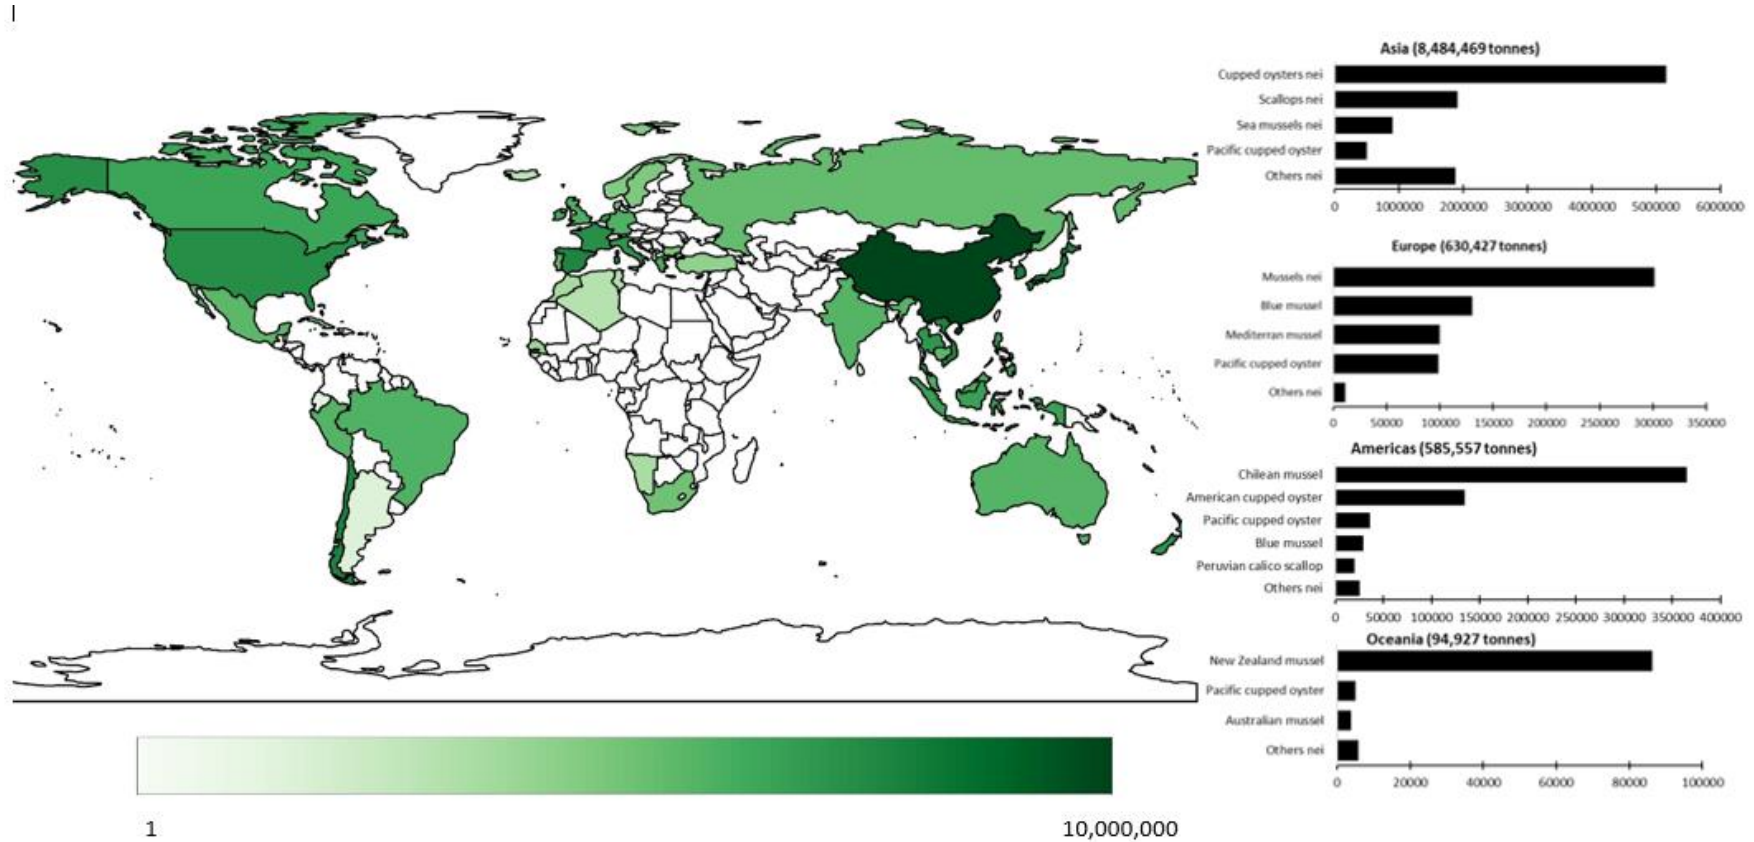 Asia (8,484,469 tonnes)
Cupped oysters nei
Scallops nei
Sea mussels nei
Pacific cupped oyster
Others nei
0 1000000 2000000 3000000 4000000 5000000 6000000
Europe (630,427 tonnes)
Mussels nei
Blue mussel
Mediterran mussel
Pacific cupped oyster
Others nei
0 50000 100000 150000 200000 250000 300000 350000
Americas (585,557 tonnes)
Chilean mussel
American cupped oyster
Pacific cupped oyster
Blue mussel
Peruvian calico scallop
Others nei
0 50000 100000 150000 200000 250000 300000 350000 400000
Oceania (94,927 tonnes)
New Zealand mussel
Pacific cupped oyster
Australian mussel
Others nei
0 20000 40000 60000 80000 100000
1 10,000,000